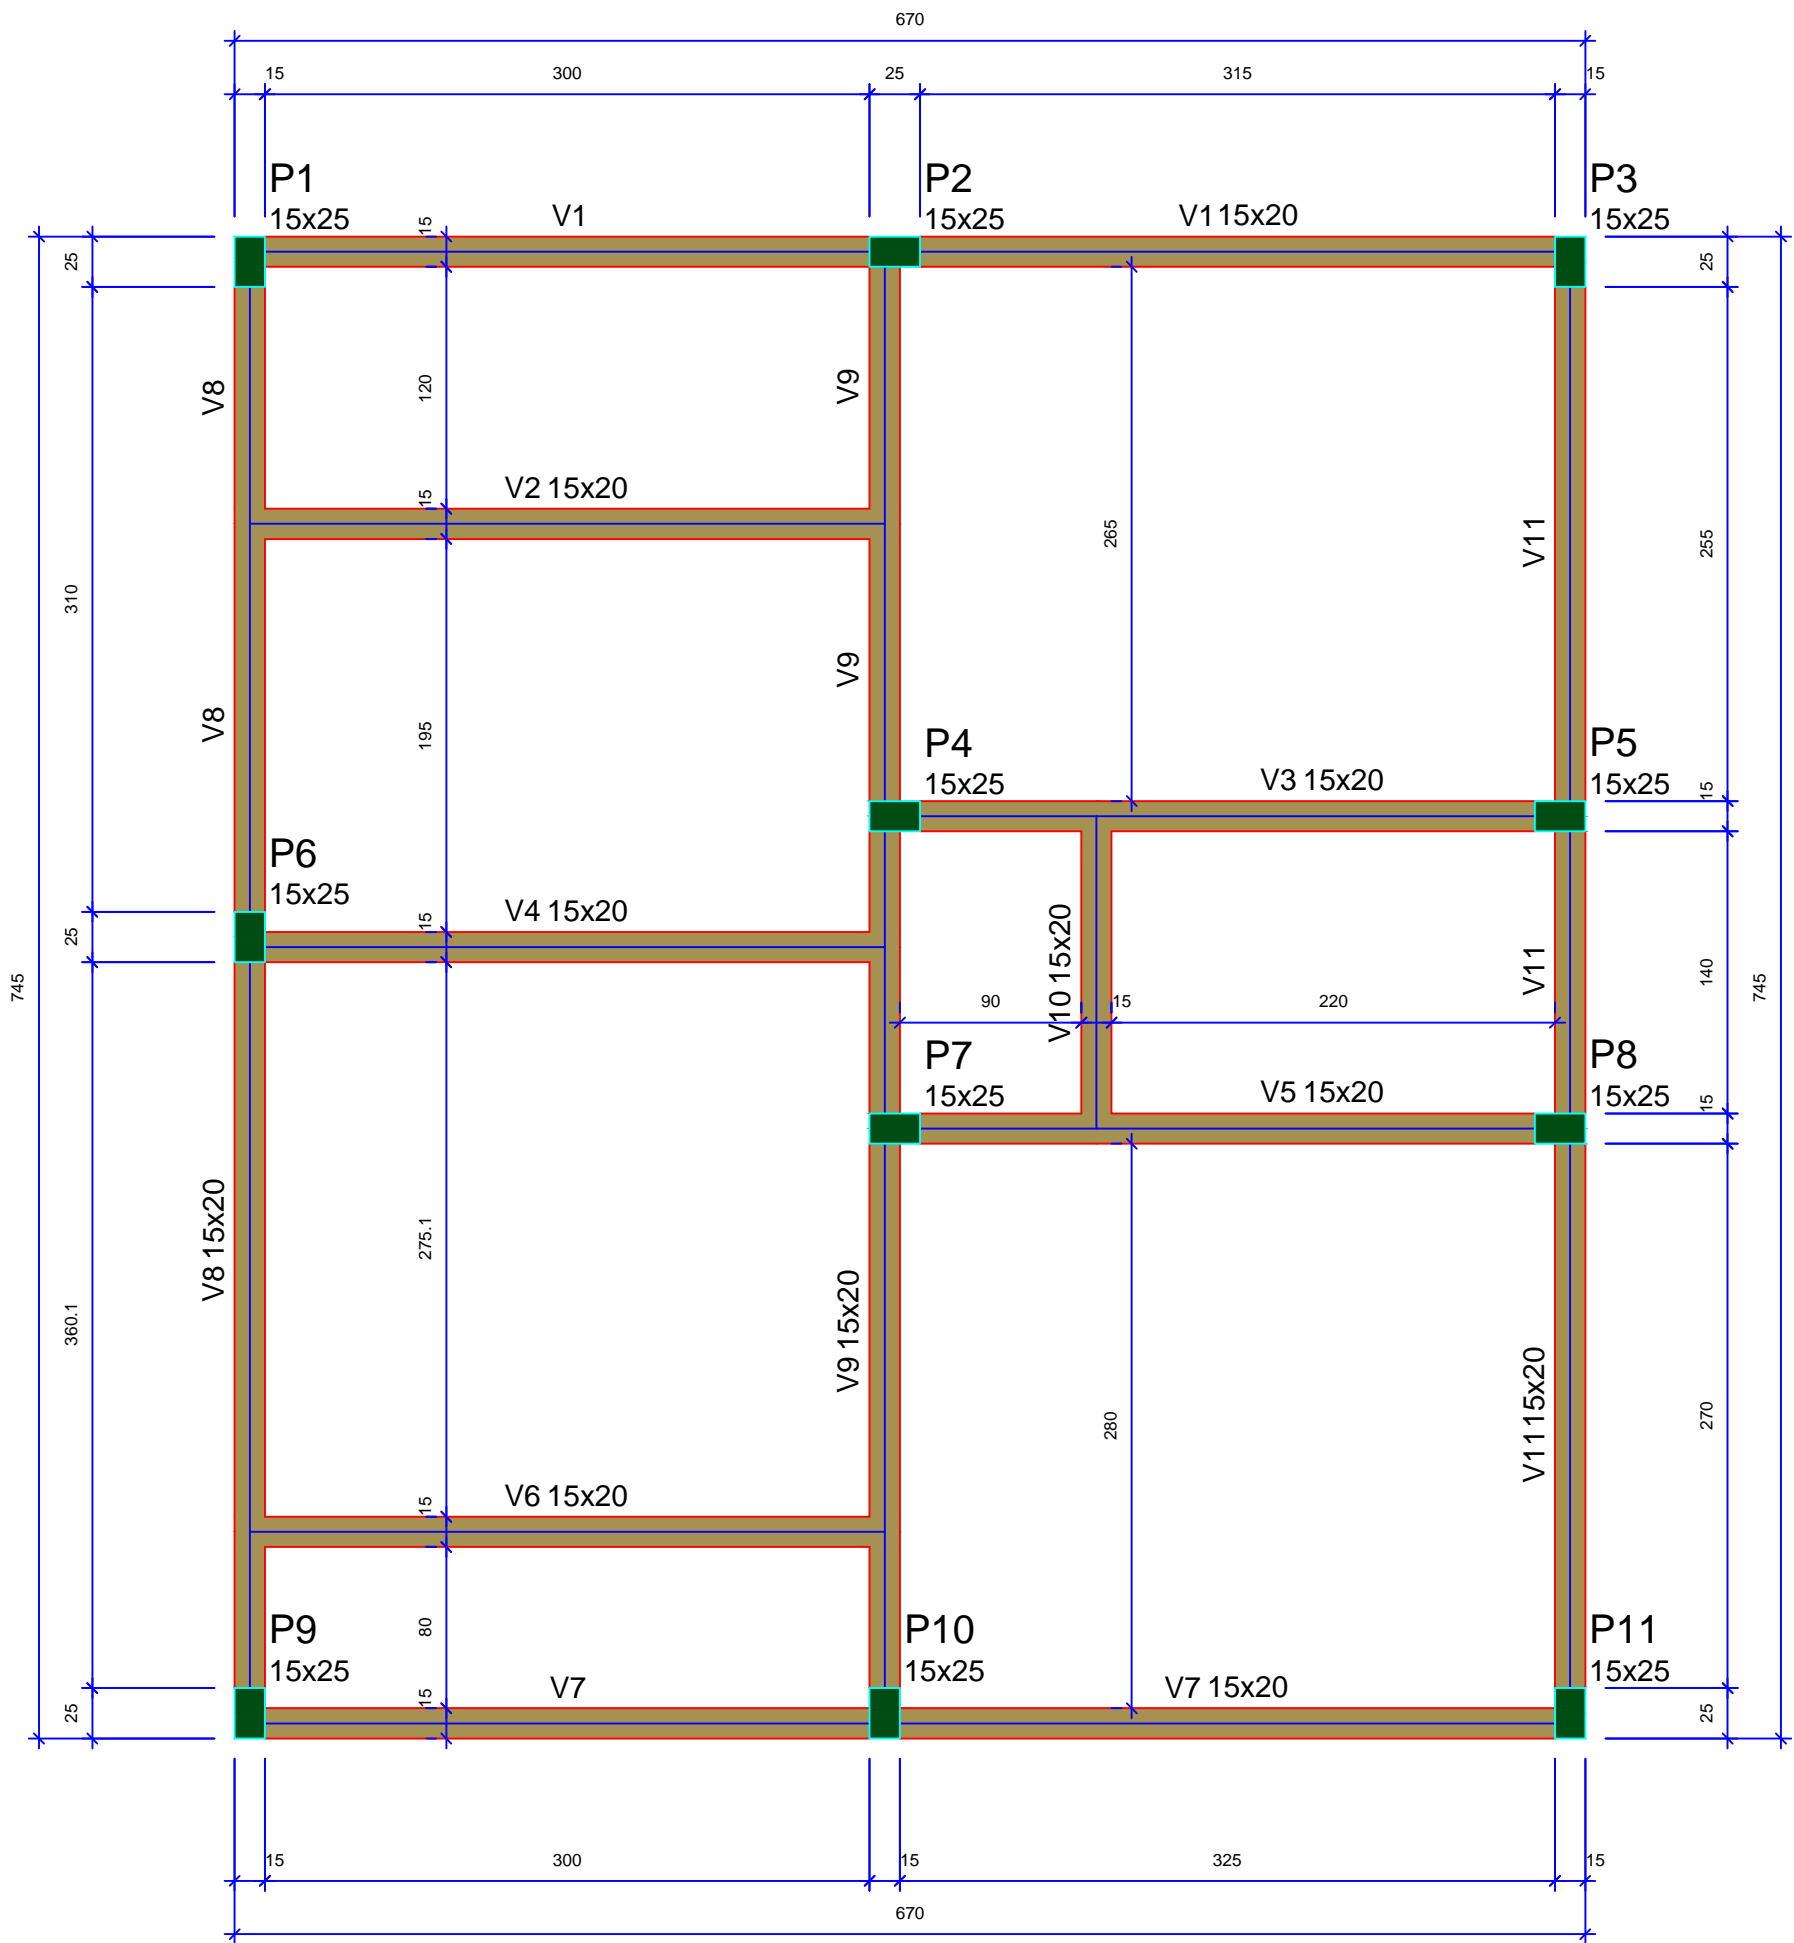 670
15 300 25 315 15
P1 P2 P3
15x25 V1 15 15x25 V1 15x20 15x25
25 25
V8 120 V9
V2 15x20 15
265 V11 255
310
V8 195 V9
P4 P5
15x25 V3 15x20 15x25 15
P6
15x25 V4 15x20 15
25
745 V10 15x20 V11 140 745
90 15 220
P7 P8
15x25 V5 15x20 15x25 15
V8 15x20 275.1
360.1 V9 15x20
280 V11 15x20 270
V6 15x20 15
80
P9 P10 P11
15x25 15x25 15x25
V7 15 V7 15x20
25 25
15 300 15 325 15
670